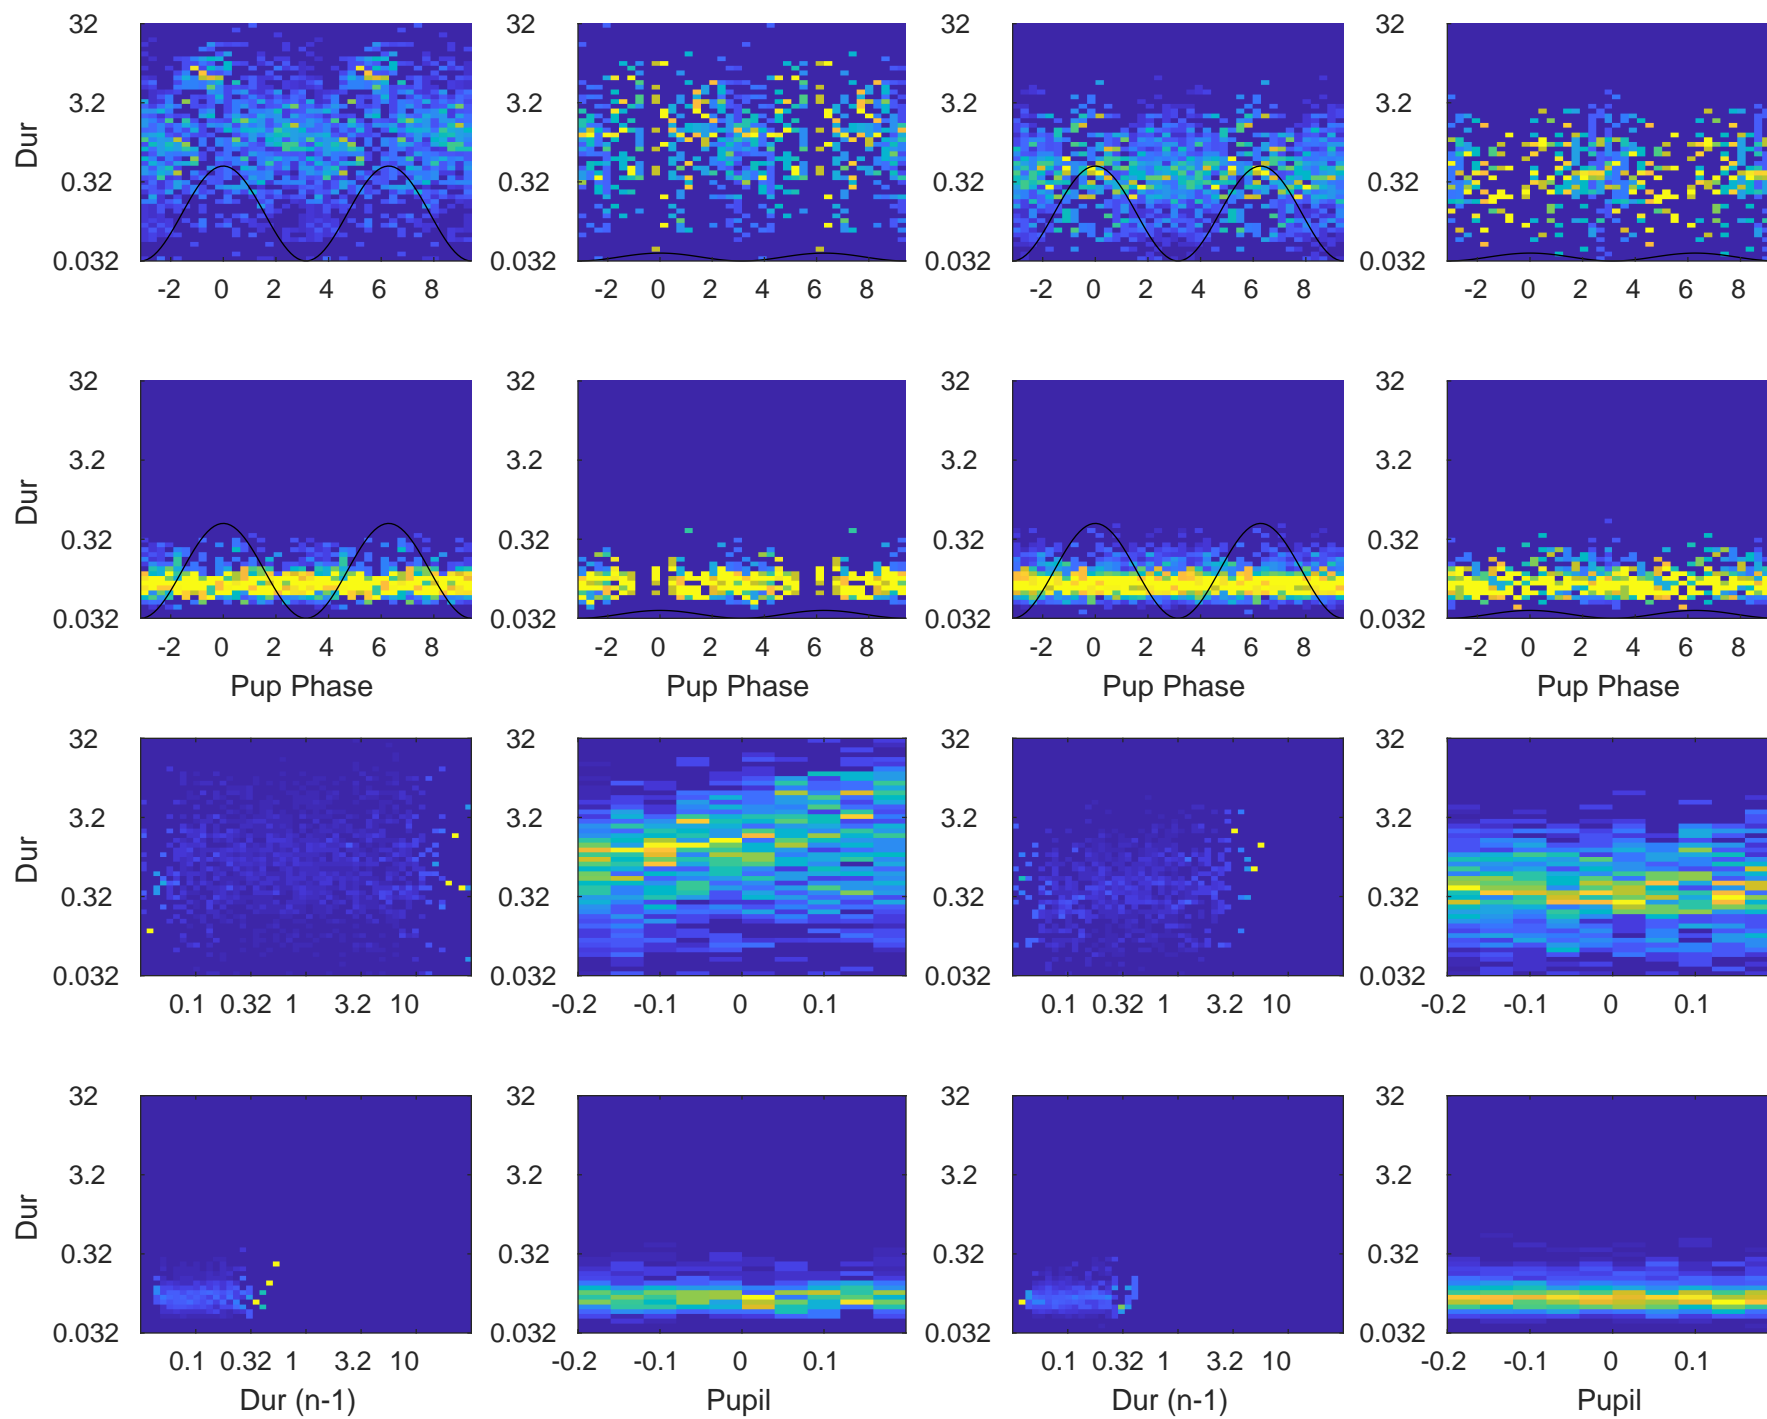 32 32 32 32
3.2 3.2 3.2 3.2
Dur
0.32 0.32 0.32 0.32
0.032 0.032 0.032 0.032
-2 0 2 4 6 8 -2 0 2 4 6 8 -2 0 2 4 6 8 -2 0 2 4 6 8
32 32 32 32
3.2 3.2 3.2 3.2
Dur
0.32 0.32 0.32 0.32
0.032 0.032 0.032 0.032
-2 0 2 4 6 8 -2 0 2 4 6 8 -2 0 2 4 6 8 -2 0 2 4 6 8
Pup Phase Pup Phase Pup Phase Pup Phase
32 32 32 32
3.2 3.2 3.2 3.2
Dur
0.32 0.32 0.32 0.32
0.032 0.032 0.032 0.032
0.1 0.32 1 3.2 10 -0.2 -0.1 0 0.1 0.1 0.32 1 3.2 10 -0.2 -0.1 0 0.1
32 32 32 32
3.2 3.2 3.2 3.2
Dur
0.32 0.32 0.32 0.32
0.032 0.032 0.032 0.032
0.1 0.32 1 3.2 10 -0.2 -0.1 0 0.1 0.1 0.32 1 3.2 10 -0.2 -0.1 0 0.1
Dur (n-1) Pupil Dur (n-1) Pupil